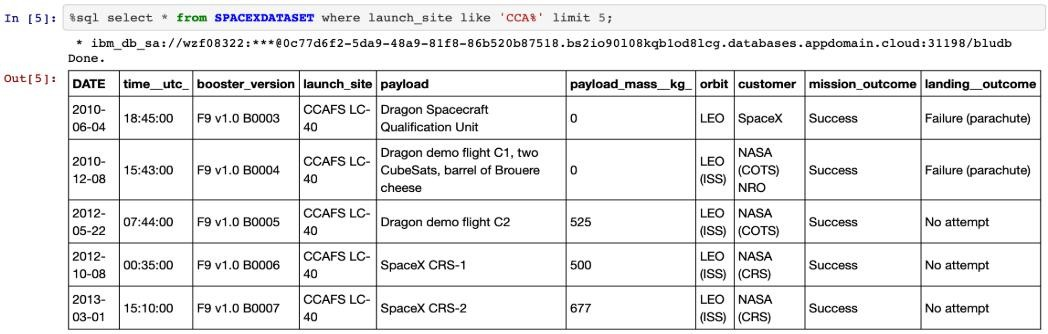 In [5]: %sql select * from SPACEXDATASET where launch_site like 'CCA%' limit 5;
* ibm_db_sa://wzf08322:***@0c77d6f2-5da9-48a9-81f8-86b520b87518.bs2io90l08kqb1od8lcg.databases.appdomain.cloud:31198/bludb
Done.
Out[5]:
DATE time__utc_ booster_version launch_site payload payload_mass__kg_ orbit customer mission_outcome landing__outcome
2010-06-04 18:45:00 F9 v1.0 B0003 CCAFS LC-40 Dragon Spacecraft Qualification Unit 0 LEO SpaceX Success Failure (parachute)
2010-12-08 15:43:00 F9 v1.0 B0004 CCAFS LC-40 Dragon demo flight C1, two CubeSats, barrel of Brouere cheese 0 LEO (ISS) NASA (COTS) NRO Success Failure (parachute)
2012-05-22 07:44:00 F9 v1.0 B0005 CCAFS LC-40 Dragon demo flight C2 525 LEO (ISS) NASA (COTS) Success No attempt
2012-10-08 00:35:00 F9 v1.0 B0006 CCAFS LC-40 SpaceX CRS-1 500 LEO (ISS) NASA (CRS) Success No attempt
2013-03-01 15:10:00 F9 v1.0 B0007 CCAFS LC-40 SpaceX CRS-2 677 LEO (ISS) NASA (CRS) Success No attempt